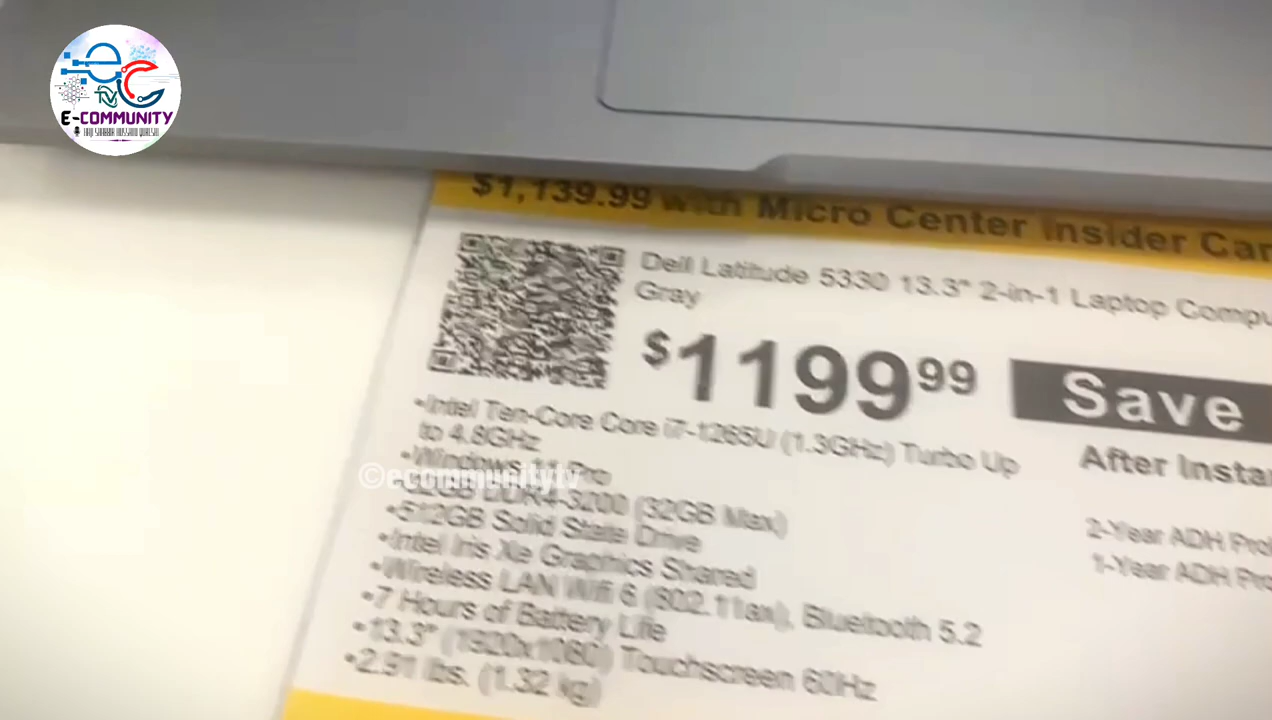 E-COMMUNITY
$1,139.99 with Micro Center Insider Car
Dell Latitude 5330 13.3" 2-in-1 Laptop Compu
Gray
$1199 99
Save
•Intel Ten-Core Core i7-1265U (1.3GHz) Turbo Up
to 4.8GHz
•Windows 11 Pro
©ecommunitytv
•32GB DDR4-3200 (32GB Max)
•512GB Solid State Drive
•Intel Iris Xe Graphics Shared
•Wireless LAN Wifi 6 (802.11ax), Bluetooth 5.2
•7 Hours of Battery Life
•13.3" (1920x1080) Touchscreen 60Hz
•2.91 lbs. (1.32 kg)
After Instan
2-Year ADH Pro
1-Year ADH Pro